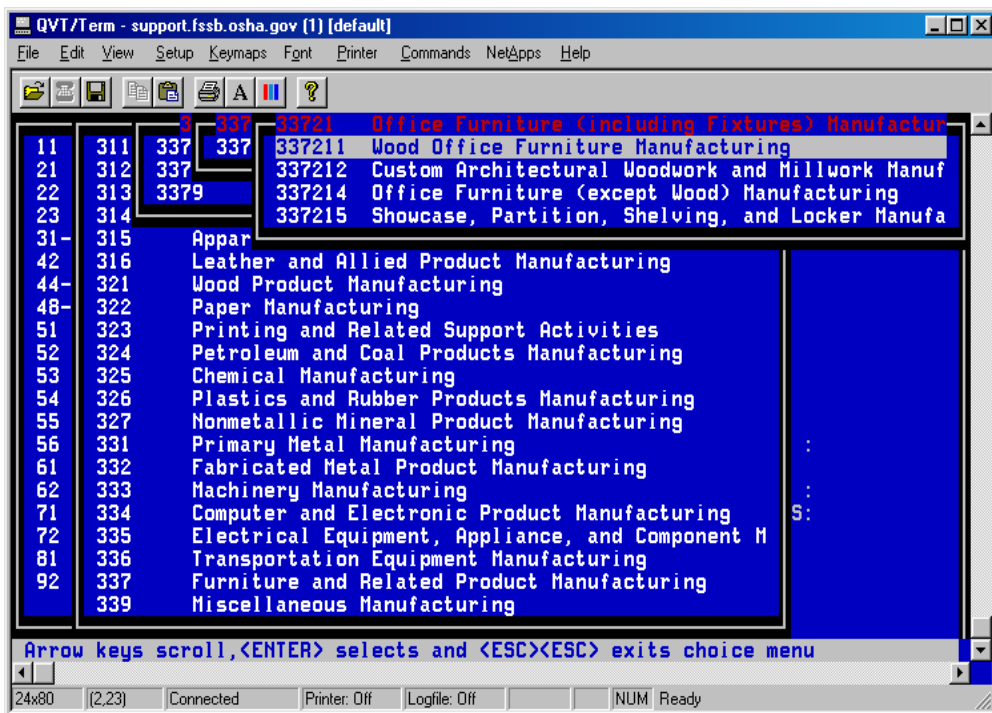 QVT/Term - support.fssb.osha.gov (1) [default]
File Edit View Setup Keymaps Font Printer Commands NetApps Help
3 337 33721 Office Furniture (including Fixtures) Manufactur
11 311 337 337 337211 Wood Office Furniture Manufacturing
21 312 337 337212 Custom Architectural Woodwork and Millwork Manuf
22 313 3379 337214 Office Furniture (except Wood) Manufacturing
23 314 337215 Showcase, Partition, Shelving, and Locker Manufa
31- 315 Appar
42 316 Leather and Allied Product Manufacturing
44- 321 Wood Product Manufacturing
48- 322 Paper Manufacturing
51 323 Printing and Related Support Activities
52 324 Petroleum and Coal Products Manufacturing
53 325 Chemical Manufacturing
54 326 Plastics and Rubber Products Manufacturing
55 327 Nonmetallic Mineral Product Manufacturing
56 331 Primary Metal Manufacturing :
61 332 Fabricated Metal Product Manufacturing
62 333 Machinery Manufacturing :
71 334 Computer and Electronic Product Manufacturing S:
72 335 Electrical Equipment, Appliance, and Component M
81 336 Transportation Equipment Manufacturing
92 337 Furniture and Related Product Manufacturing
339 Miscellaneous Manufacturing
Arrow keys scroll,<ENTER> selects and <ESC><ESC> exits choice menu
24x80 (2,23) Connected Printer: Off Logfile: Off NUM Ready